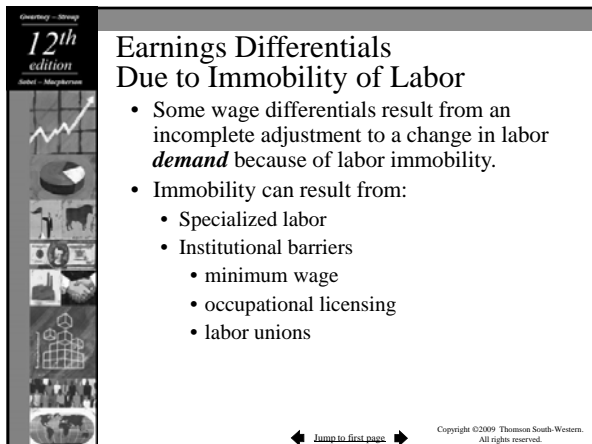 Gwartney – Stroup
12th
edition
Sobel – Macpherson
Earnings Differentials
Due to Immobility of Labor
• Some wage differentials result from an
incomplete adjustment to a change in labor
demand because of labor immobility.
• Immobility can result from:
• Specialized labor
• Institutional barriers
• minimum wage
• occupational licensing
• labor unions
Jump to first page
Copyright ©2009 Thomson South-Western.
All rights reserved.